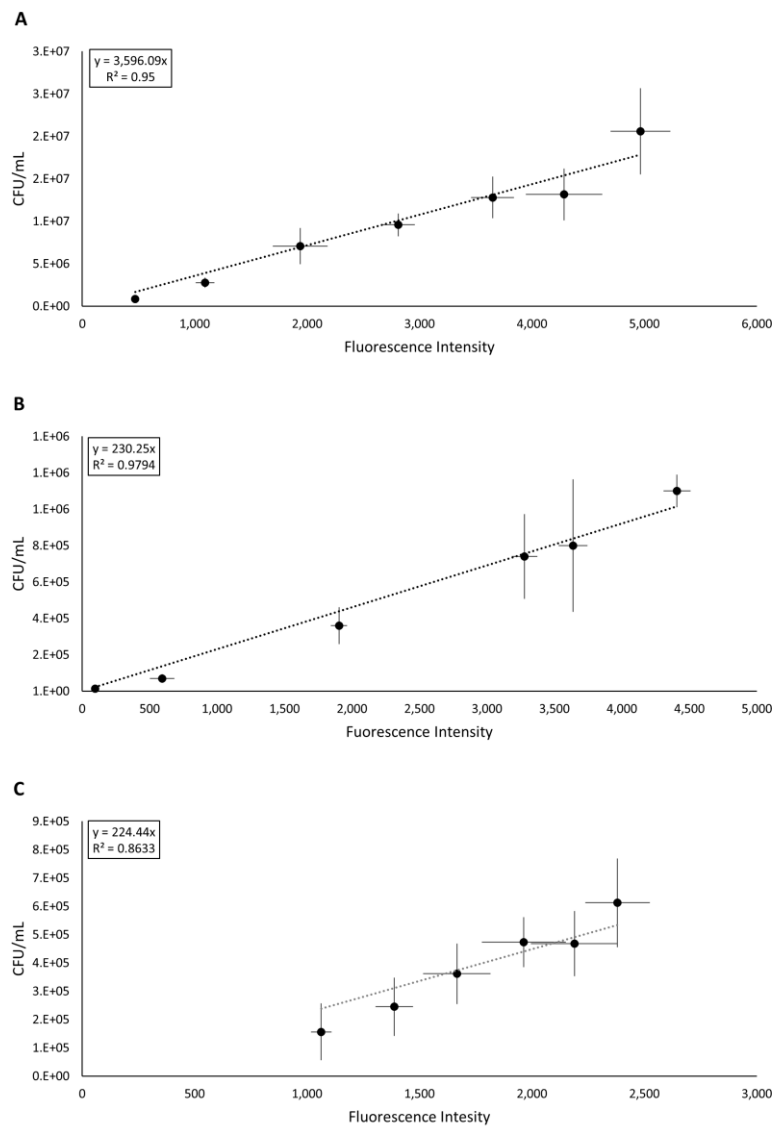 A
y = 3,596.09x
R² = 0.95
3.E+07
3.E+07
2.E+07
2.E+07
1.E+07
5.E+06
0.E+00
CFU/mL
0 1,000 2,000 3,000 4,000 5,000 6,000
Fluorescence Intensity
B
y = 230.25x
R² = 0.9794
1.E+06
1.E+06
1.E+06
8.E+05
6.E+05
4.E+05
2.E+05
1.E+00
CFU/mL
0 500 1,000 1,500 2,000 2,500 3,000 3,500 4,000 4,500 5,000
Fuorescence Intensity
C
y = 224.44x
R² = 0.8633
9.E+05
8.E+05
7.E+05
6.E+05
5.E+05
4.E+05
3.E+05
2.E+05
1.E+05
0.E+00
CFU/mL
0 500 1,000 1,500 2,000 2,500 3,000
Fluorescence Intesity